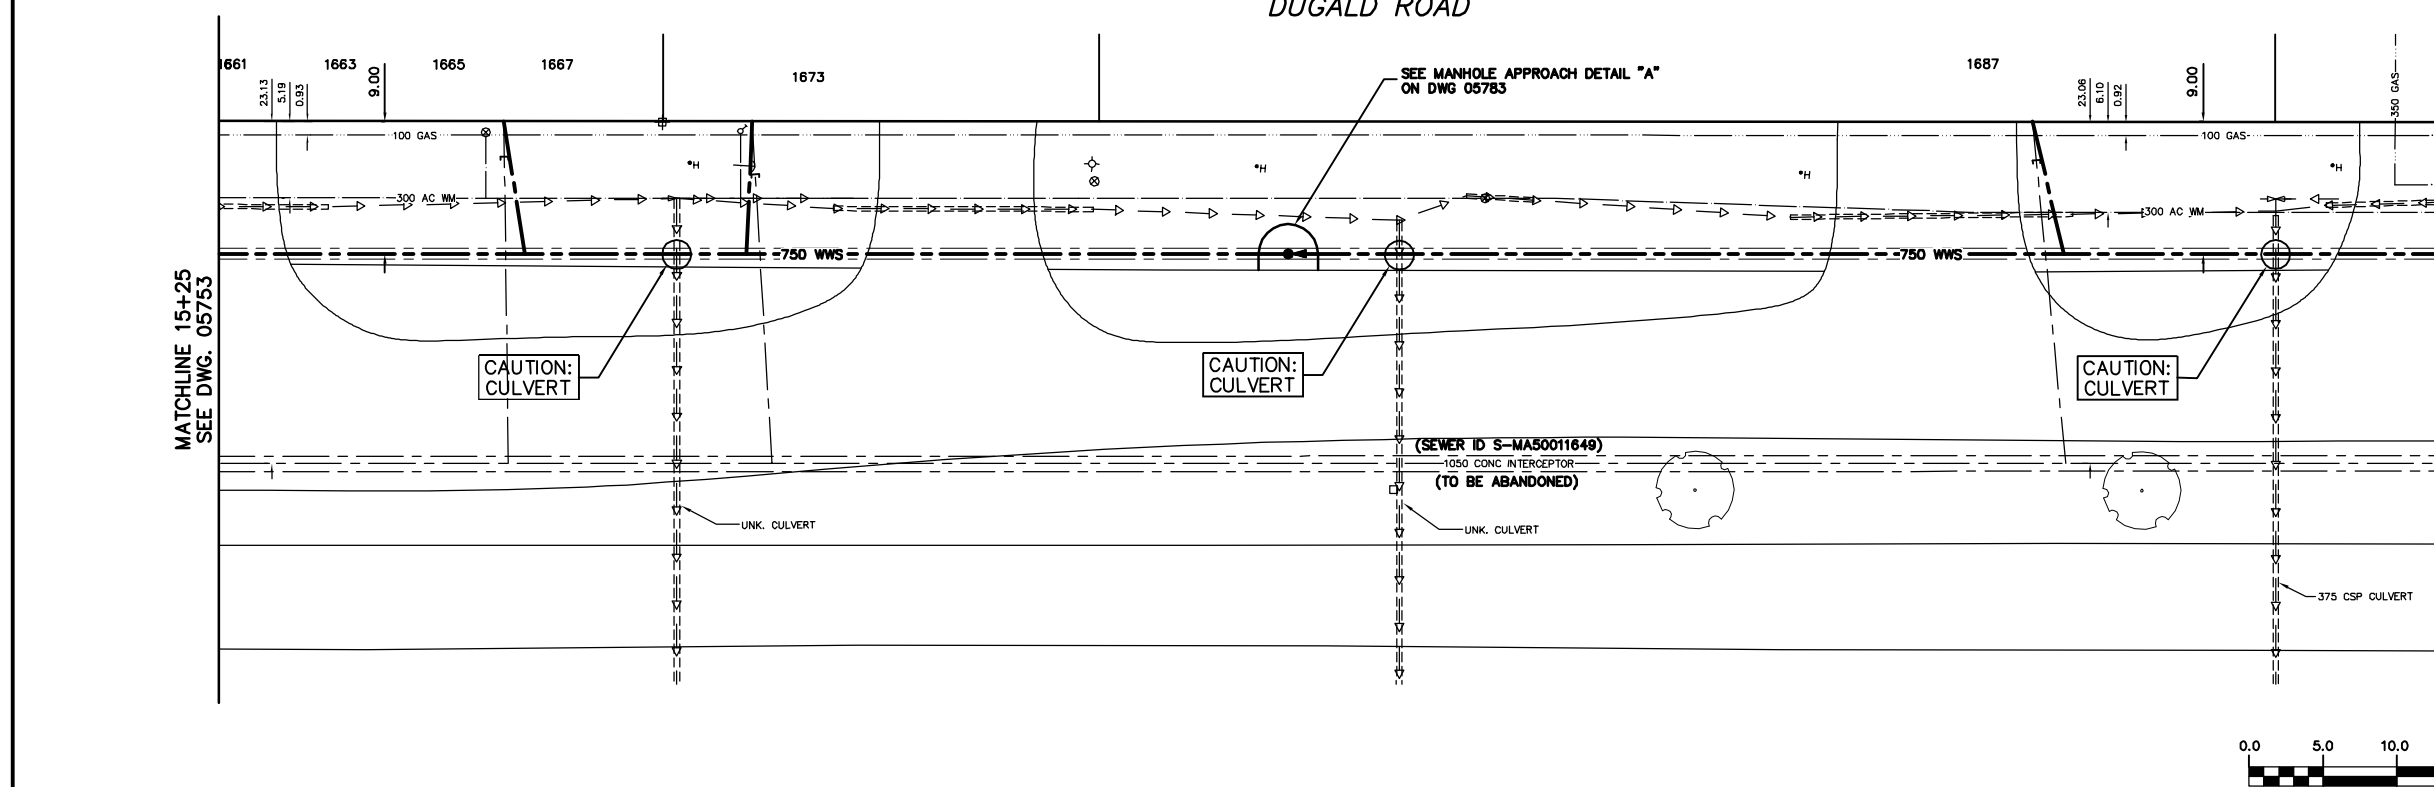 DUGALD ROAD
1661
1663
1665
1667
1673
1687
23.13
5.19
0.93
9.00
SEE MANHOLE APPROACH DETAIL "A"
ON DWG 05783
23.06
6.10
0.92
9.00
350 GAS
100 GAS
100 GAS
H
H
H
H
300 AC WM
300 AC WM
750 WWS
750 WWS
MATCHLINE 15+25
SEE DWG. 05753
CAUTION:
CULVERT
CAUTION:
CULVERT
CAUTION:
CULVERT
(SEWER ID S-MA50011649)
1050 CONC INTERCEPTOR
(TO BE ABANDONED)
UNK. CULVERT
UNK. CULVERT
375 CSP CULVERT
0.0
5.0
10.0